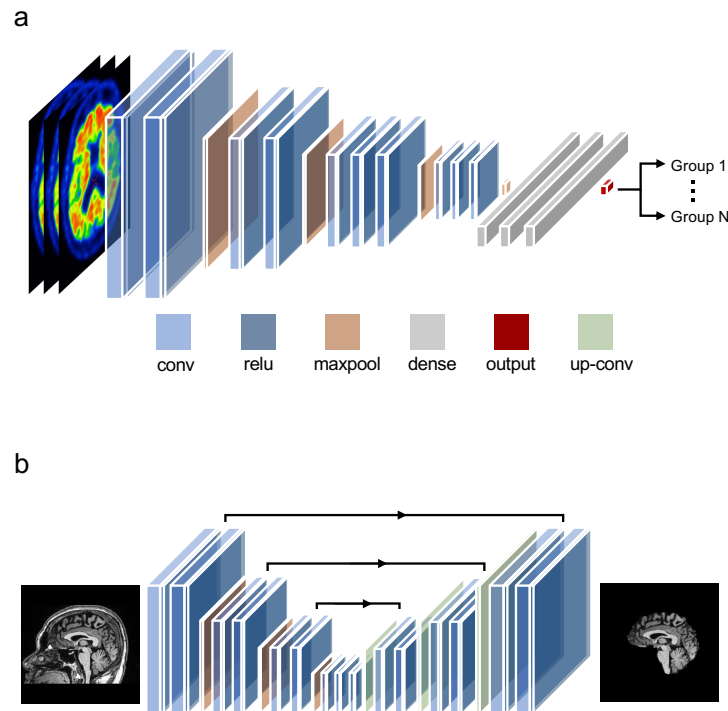 a
Group 1
Group N
conv
relu
maxpool
dense
output
up-conv
b